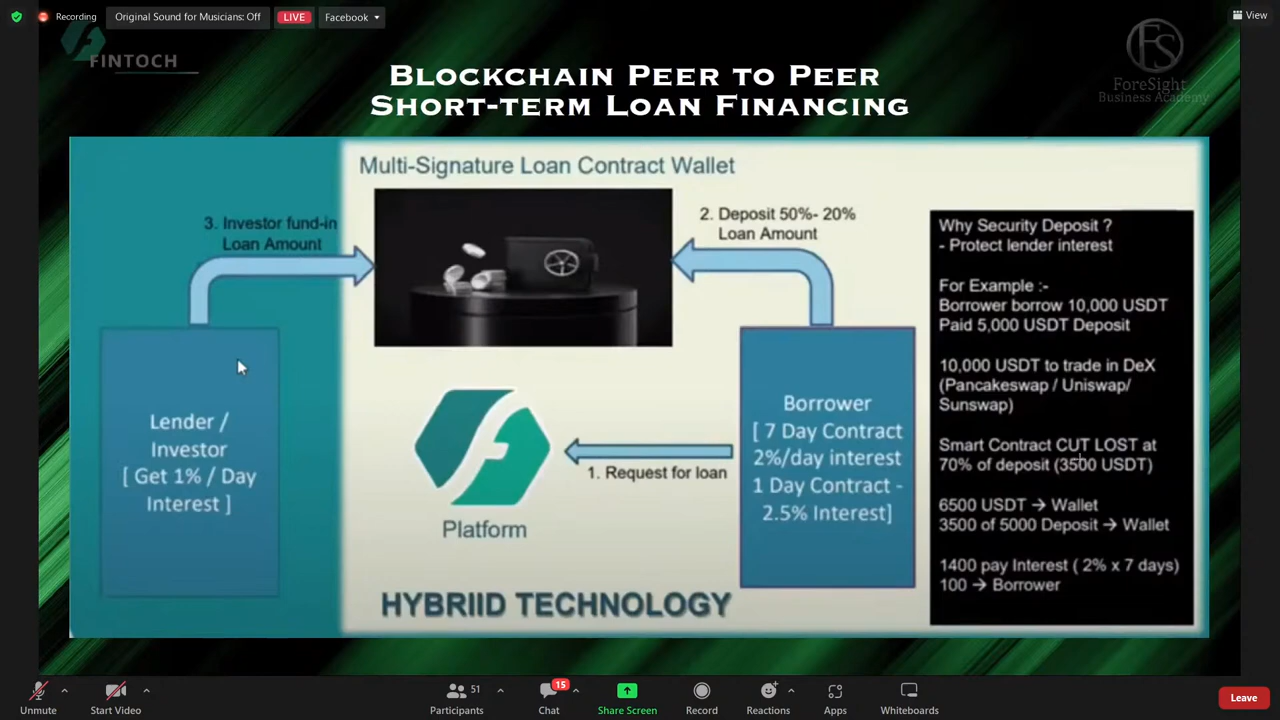 Recording
Original Sound for Musicians: Off
LIVE
Facebook
View
FINTOCH
FS
ForeSight
Business Academy
BLOCKCHAIN PEER TO PEER
SHORT-TERM LOAN FINANCING
Multi-Signature Loan Contract Wallet
3. Investor fund-in
Loan Amount
2. Deposit 50%- 20%
Loan Amount
Lender /
Investor
[ Get 1% / Day
Interest ]
1. Request for loan
Platform
HYBRIID TECHNOLOGY
Borrower
[ 7 Day Contract
2%/day interest
1 Day Contract -
2.5% Interest]
Why Security Deposit ?
- Protect lender interest
For Example :-
Borrower borrow 10,000 USDT
Paid 5,000 USDT Deposit
10,000 USDT to trade in DeX
(Pancakeswap / Uniswap/
Sunswap)
Smart Contract CUT LOST at
70% of deposit (3500 USDT)
6500 USDT → Wallet
3500 of 5000 Deposit → Wallet
1400 pay Interest ( 2% x 7 days)
100 → Borrower
Unmute
Start Video
Participants
51
Chat
15
Share Screen
Record
Reactions
Apps
Whiteboards
Leave